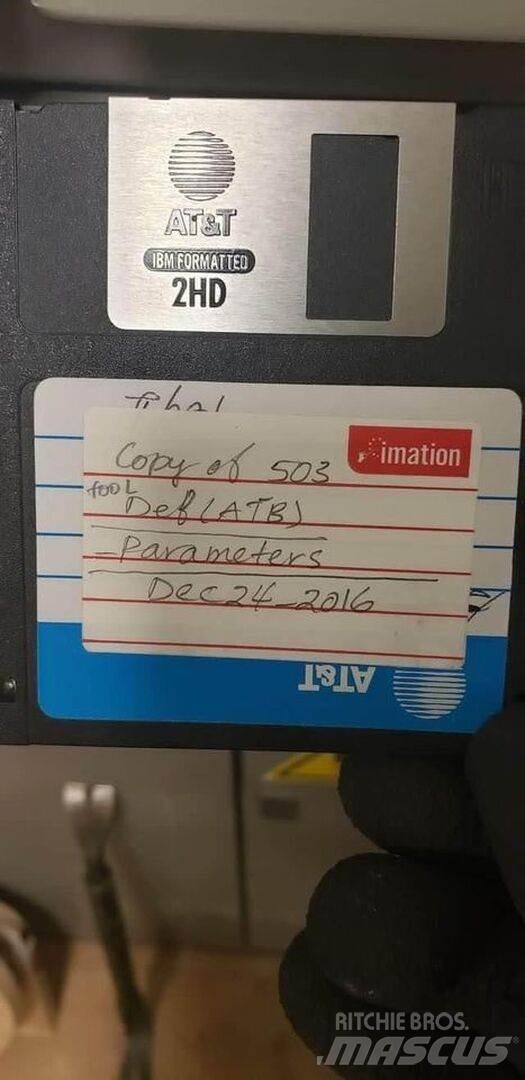 AT&T
IBM FORMATTED
2HD
imation
Copy of 503
tool
Def (ATB)
- Parameters
Dec 24-2016
AT&T
RITCHIE BROS.
MASCUS